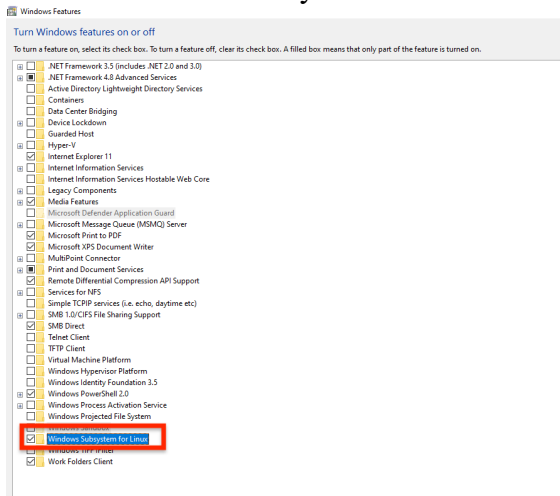 Windows Features
Turn Windows features on or off
To turn a feature on, select its check box. To turn a feature off, clear its check box. A filled box means that only part of the feature is turned on.
.NET Framework 3.5 (includes .NET 2.0 and 3.0)
.NET Framework 4.8 Advanced Services
Active Directory Lightweight Directory Services
Containers
Data Center Bridging
Device Lockdown
Guarded Host
Hyper-V
Internet Explorer 11
Internet Information Services
Internet Information Services Hostable Web Core
Legacy Components
Media Features
Microsoft Defender Application Guard
Microsoft Message Queue (MSMQ) Server
Microsoft Print to PDF
Microsoft XPS Document Writer
MultiPoint Connector
Print and Document Services
Remote Differential Compression API Support
Services for NFS
Simple TCPIP services (i.e. echo, daytime etc)
SMB 1.0/CIFS File Sharing Support
SMB Direct
Telnet Client
TFTP Client
Virtual Machine Platform
Windows Hypervisor Platform
Windows Identity Foundation 3.5
Windows PowerShell 2.0
Windows Process Activation Service
Windows Projected File System
Windows Sandbox
Windows Subsystem for Linux
Windows TIFF IFilter
Work Folders Client